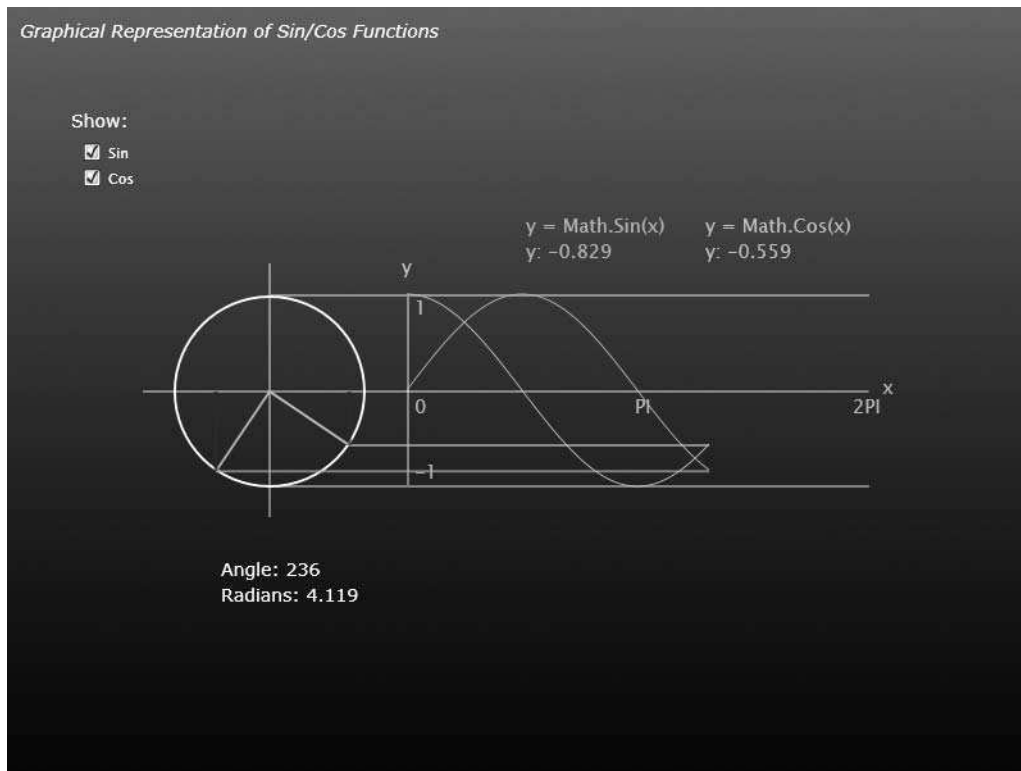 Graphical Representation of Sin/Cos Functions
Show:
Sin
Cos
y = Math.Sin(x)
y: -0.829
y = Math.Cos(x)
y: -0.559
y
1
0
PI
2PI
x
-1
Angle: 236
Radians: 4.119